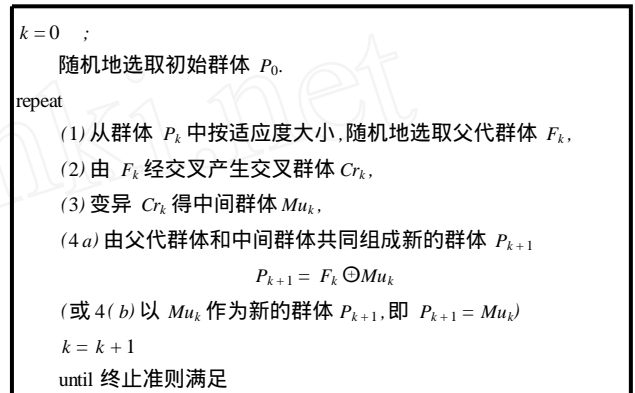 k = 0 ;
随机地选取初始群体 P₀.
repeat
(1) 从群体 Pₖ 中按适应度大小,随机地选取父代群体 Fₖ,
(2) 由 Fₖ 经交叉产生交叉群体 Crₖ,
(3) 变异 Crₖ 得中间群体 Muₖ,
(4 a) 由父代群体和中间群体共同组成新的群体 Pₖ₊₁
Pₖ₊₁ = Fₖ ⊕ Muₖ
(或 4( b) 以 Muₖ 作为新的群体 Pₖ₊₁,即 Pₖ₊₁ = Muₖ)
k = k + 1
until 终止准则满足